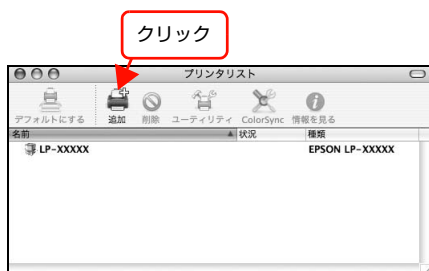 クリック
プリンタリスト
デフォルトにする 追加 削除 ユーティリティ ColorSync 情報を見る
名前 状況 種類
LP-XXXXX EPSON LP-XXXXX